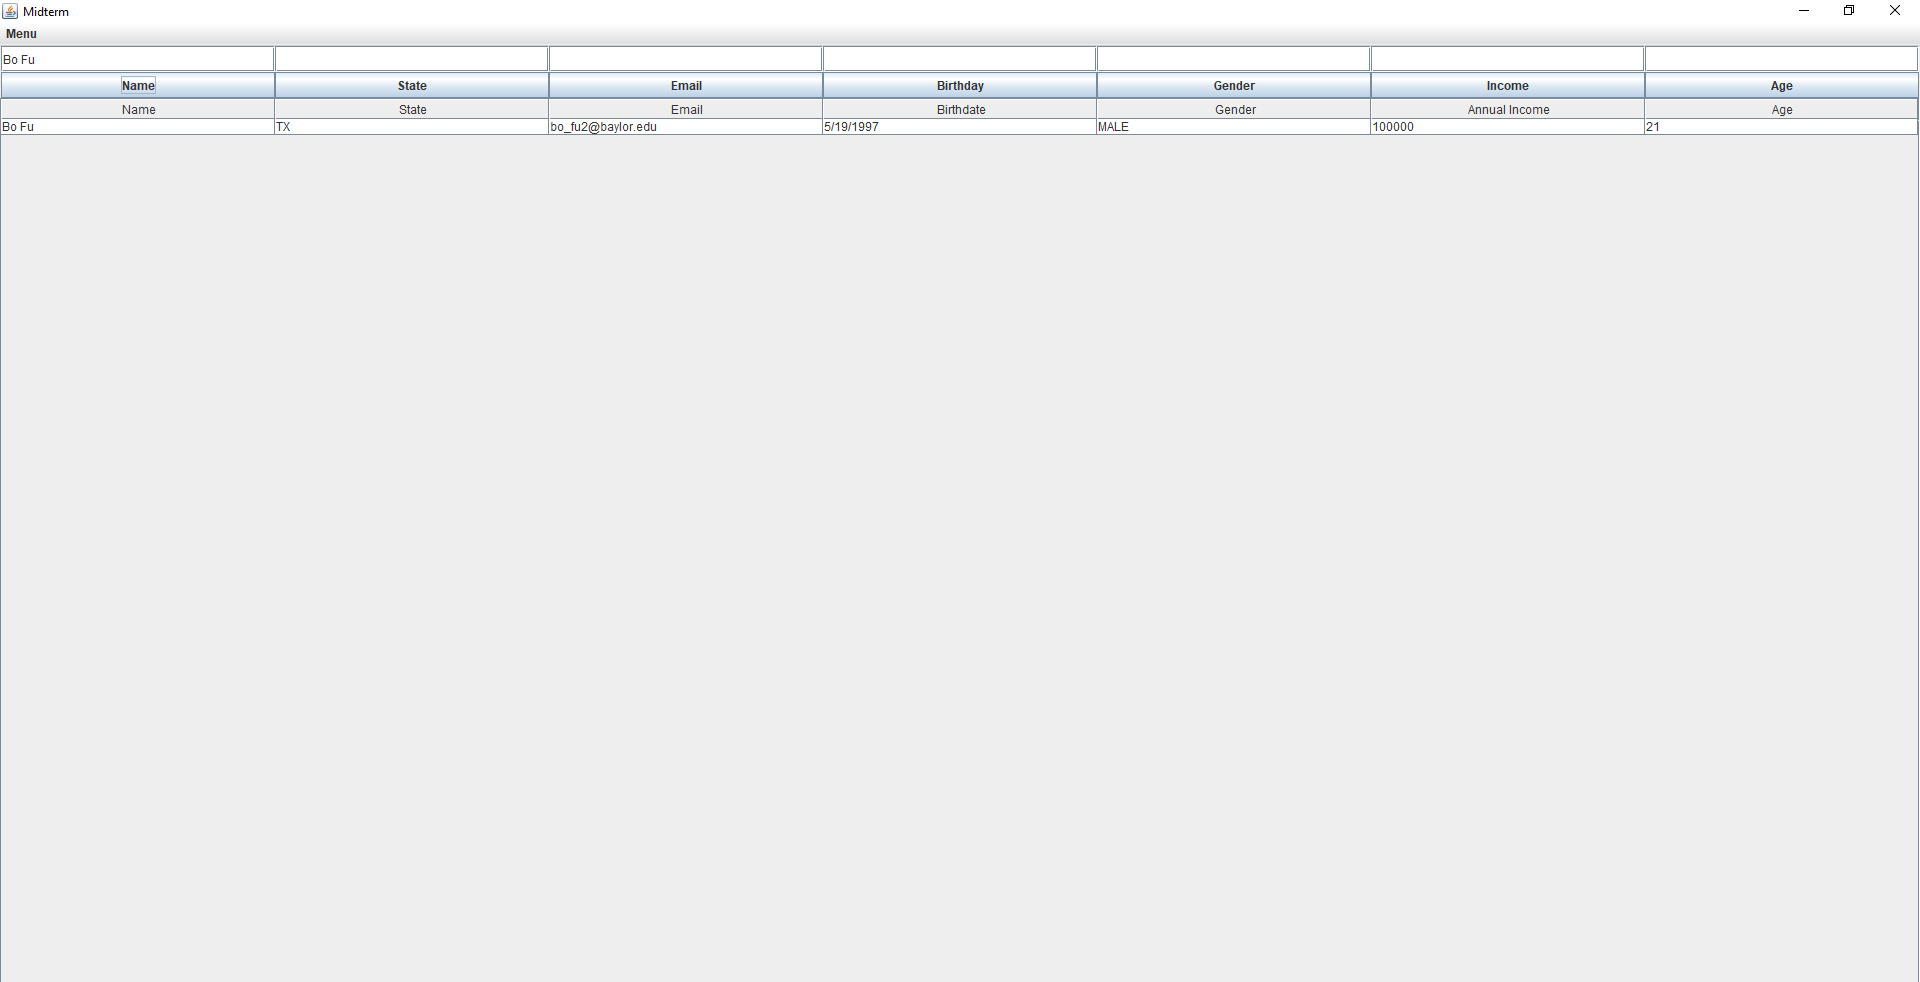 Midterm
Menu
Bo Fu
Name State Email Birthday Gender Income Age
Name State Email Birthdate Gender Annual Income Age
Bo Fu TX bo_fu2@baylor.edu 5/19/1997 MALE 100000 21